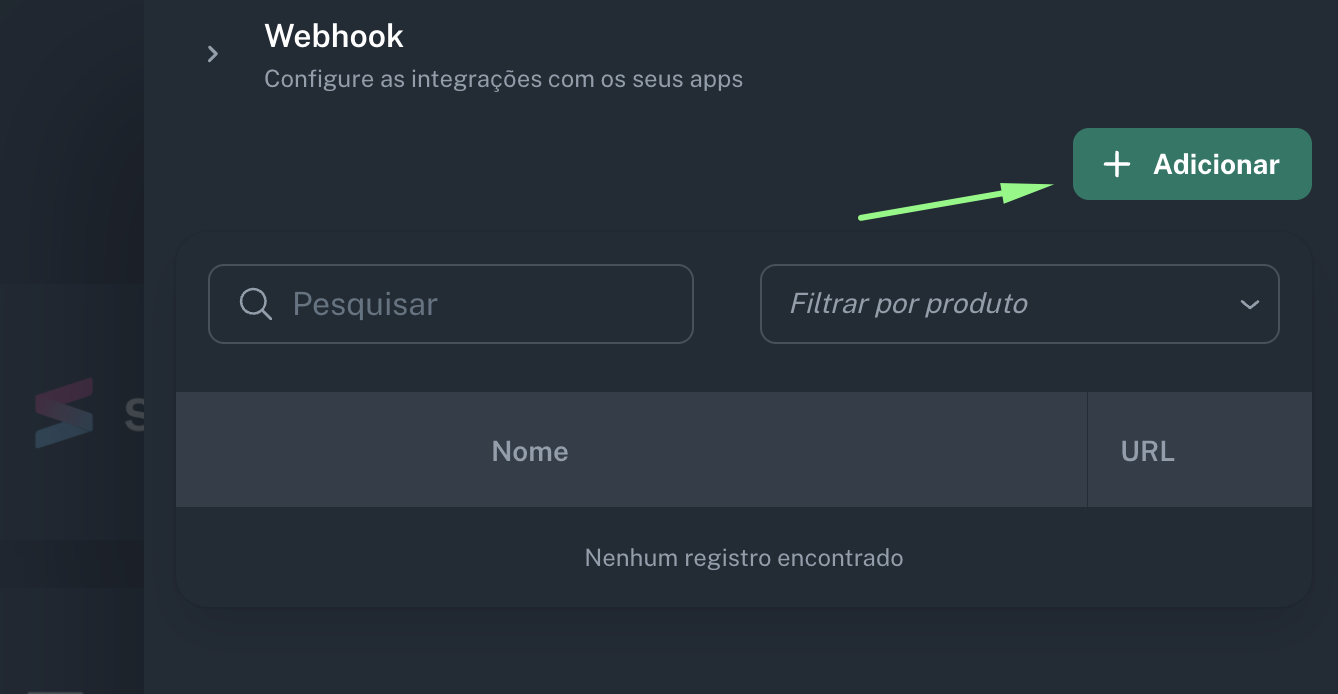 Webhook
Configure as integrações com os seus apps
Adicionar
Pesquisar
Filtrar por produto
S
Nome
URL
Nenhum registro encontrado